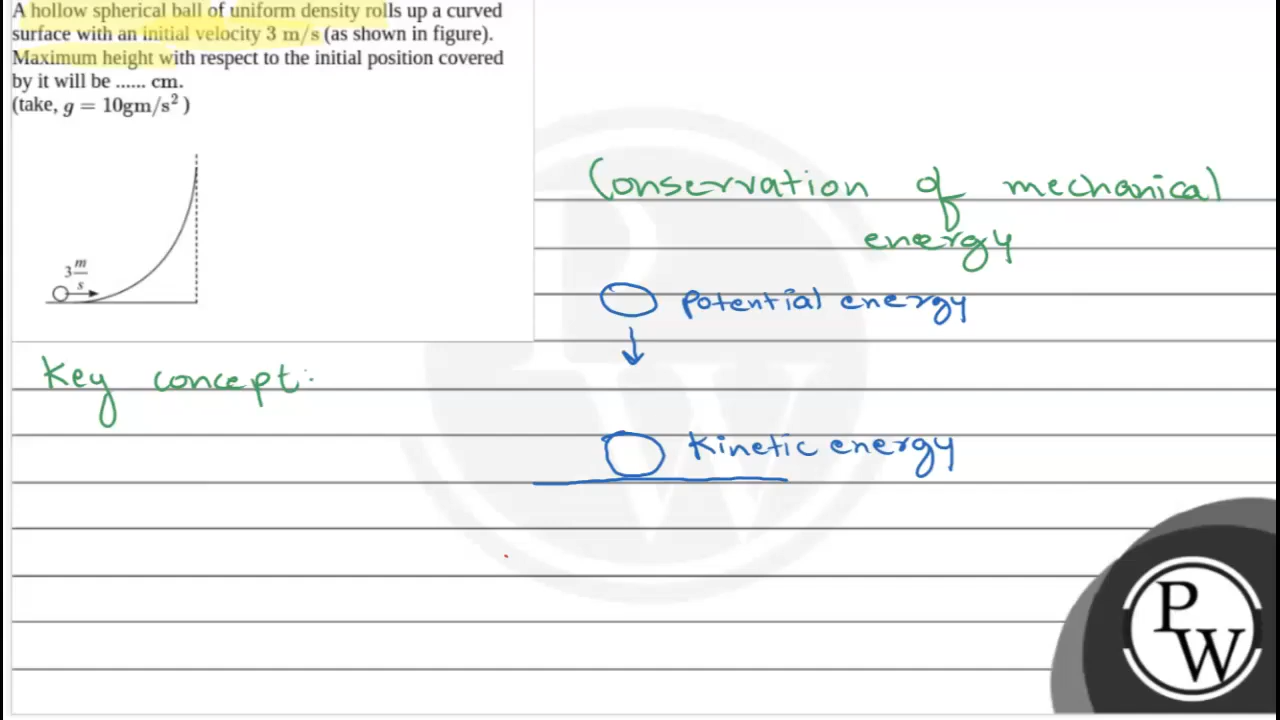 A hollow spherical ball of uniform density rolls up a curved
surface with an initial velocity 3 m/s (as shown in figure).
Maximum height with respect to the initial position covered
by it will be ...... cm.
(take, g = 10gm/s² )
3 m/s
Key concept:
Conservation of mechanical
energy
potential energy
kinetic energy
PW
PW